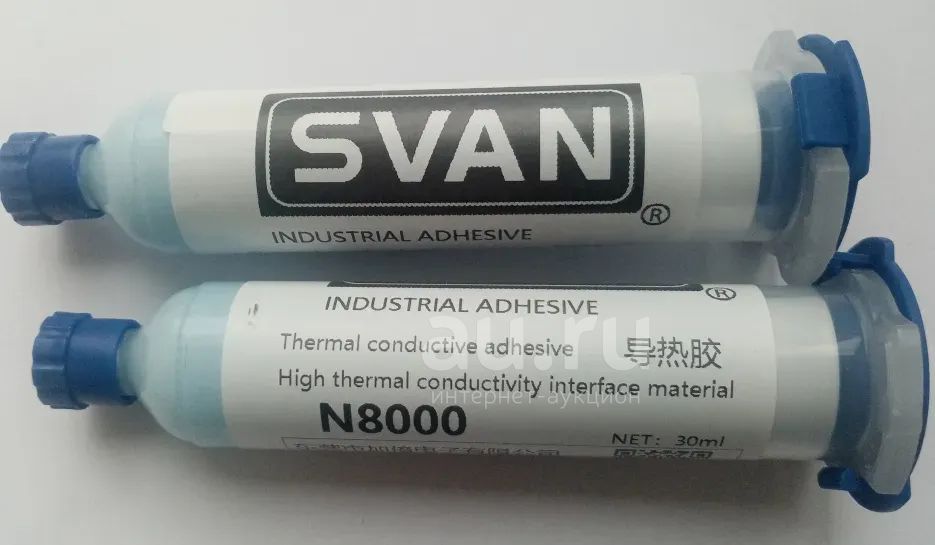 SVAN
®
INDUSTRIAL ADHESIVE
®
INDUSTRIAL ADHESIVE
Thermal conductive adhesive 导热胶
High thermal conductivity interface material
N8000
NET: 30ml
au.ru
интернет-аукцион